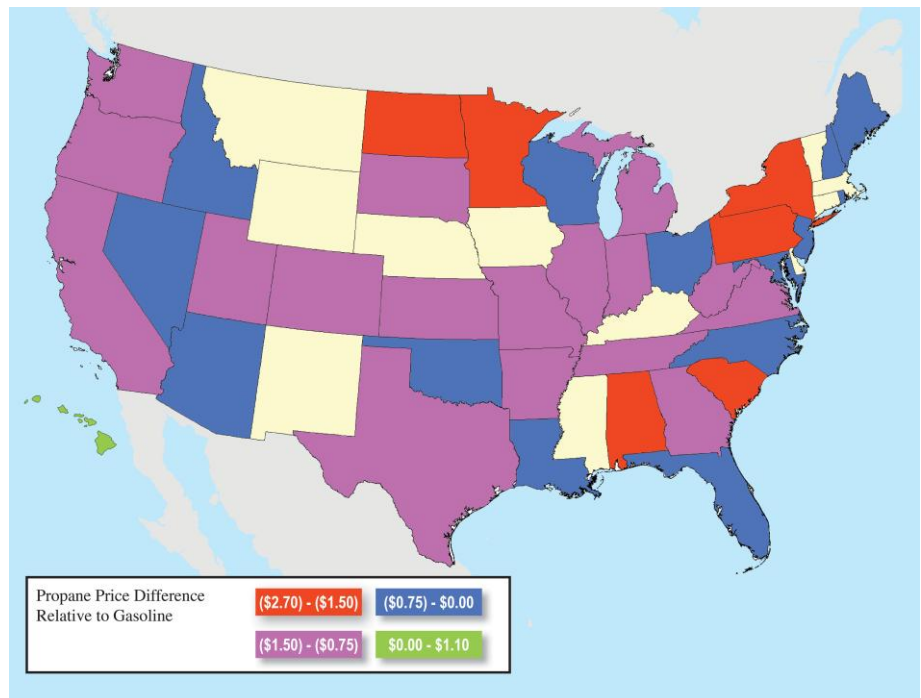 Propane Price Difference
Relative to Gasoline
($2.70) - ($1.50)
($0.75) - $0.00
($1.50) - ($0.75)
$0.00 - $1.10